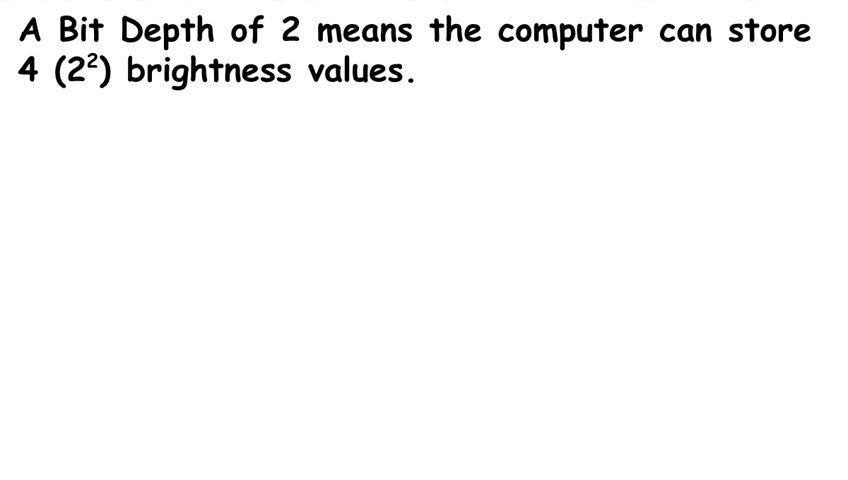 A Bit Depth of 2 means the computer can store
4 (2²) brightness values.